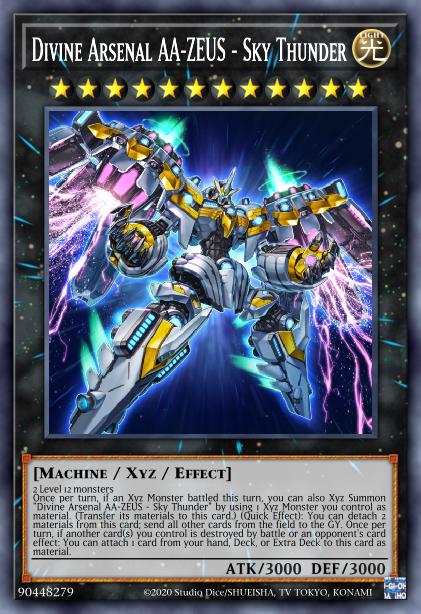 Divine Arsenal AA-ZEUS - Sky Thunder
LIGHT
光
[Machine / Xyz / Effect]
2 Level 12 monsters
Once per turn, if an Xyz Monster battled this turn, you can also Xyz Summon
"Divine Arsenal AA-ZEUS - Sky Thunder" by using 1 Xyz Monster you control as
material. (Transfer its materials to this card.) (Quick Effect): You can detach 2
materials from this card; send all other cards from the field to the GY. Once per
turn, if another card(s) you control is destroyed by battle or an opponent's card
effect: You can attach 1 card from your hand, Deck, or Extra Deck to this card as
material.
ATK/3000 DEF/3000
90448279
©2020 Studio Dice/SHUEISHA, TV TOKYO, KONAMI